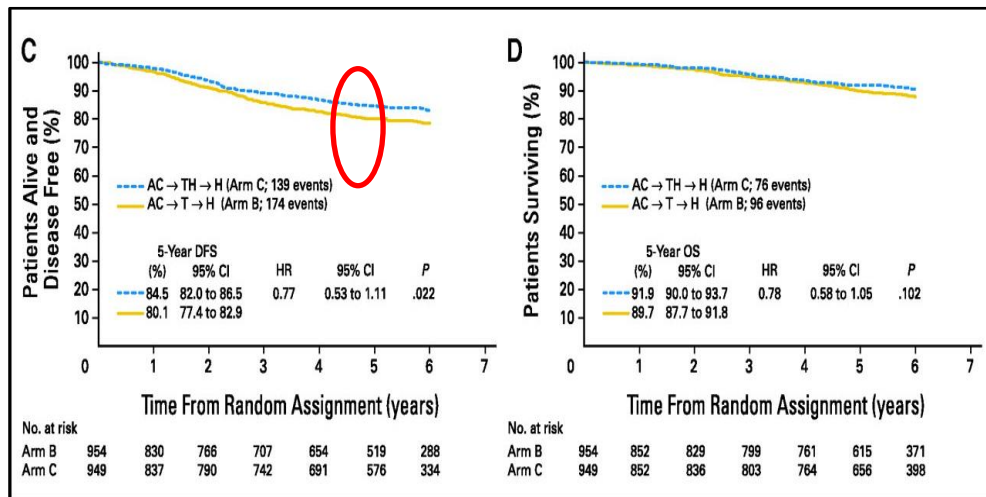 C
Patients Alive and
Disease Free (%)
100
90
80
70
60
50
40
30
20
10
AC → TH → H (Arm C; 139 events)
AC → T → H (Arm B; 174 events)
5-Year DFS
(%) 95% CI HR 95% CI P
84.5 82.0 to 86.5 0.77 0.53 to 1.11 .022
80.1 77.4 to 82.9
0 1 2 3 4 5 6 7
Time From Random Assignment (years)
No. at risk
Arm B 954 830 766 707 654 519 288
Arm C 949 837 790 742 691 576 334
D
Patients Surviving (%)
100
90
80
70
60
50
40
30
20
10
AC → TH → H (Arm C; 76 events)
AC → T → H (Arm B; 96 events)
5-Year OS
(%) 95% CI HR 95% CI P
91.9 90.0 to 93.7 0.78 0.58 to 1.05 .102
89.7 87.7 to 91.8
0 1 2 3 4 5 6 7
Time From Random Assignment (years)
No. at risk
Arm B 954 852 829 799 761 615 371
Arm C 949 852 836 803 764 656 398